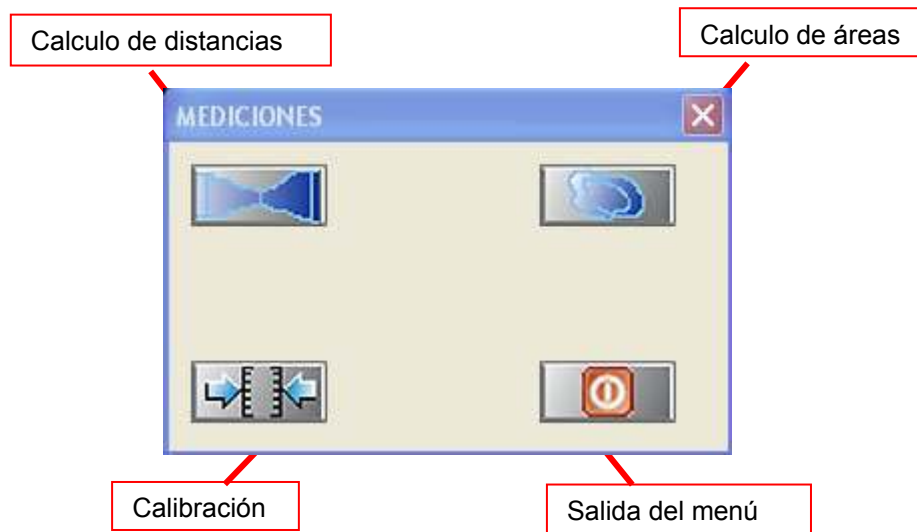 Calculo de distancias
Calculo de áreas
MEDICIONES
Calibración
Salida del menú